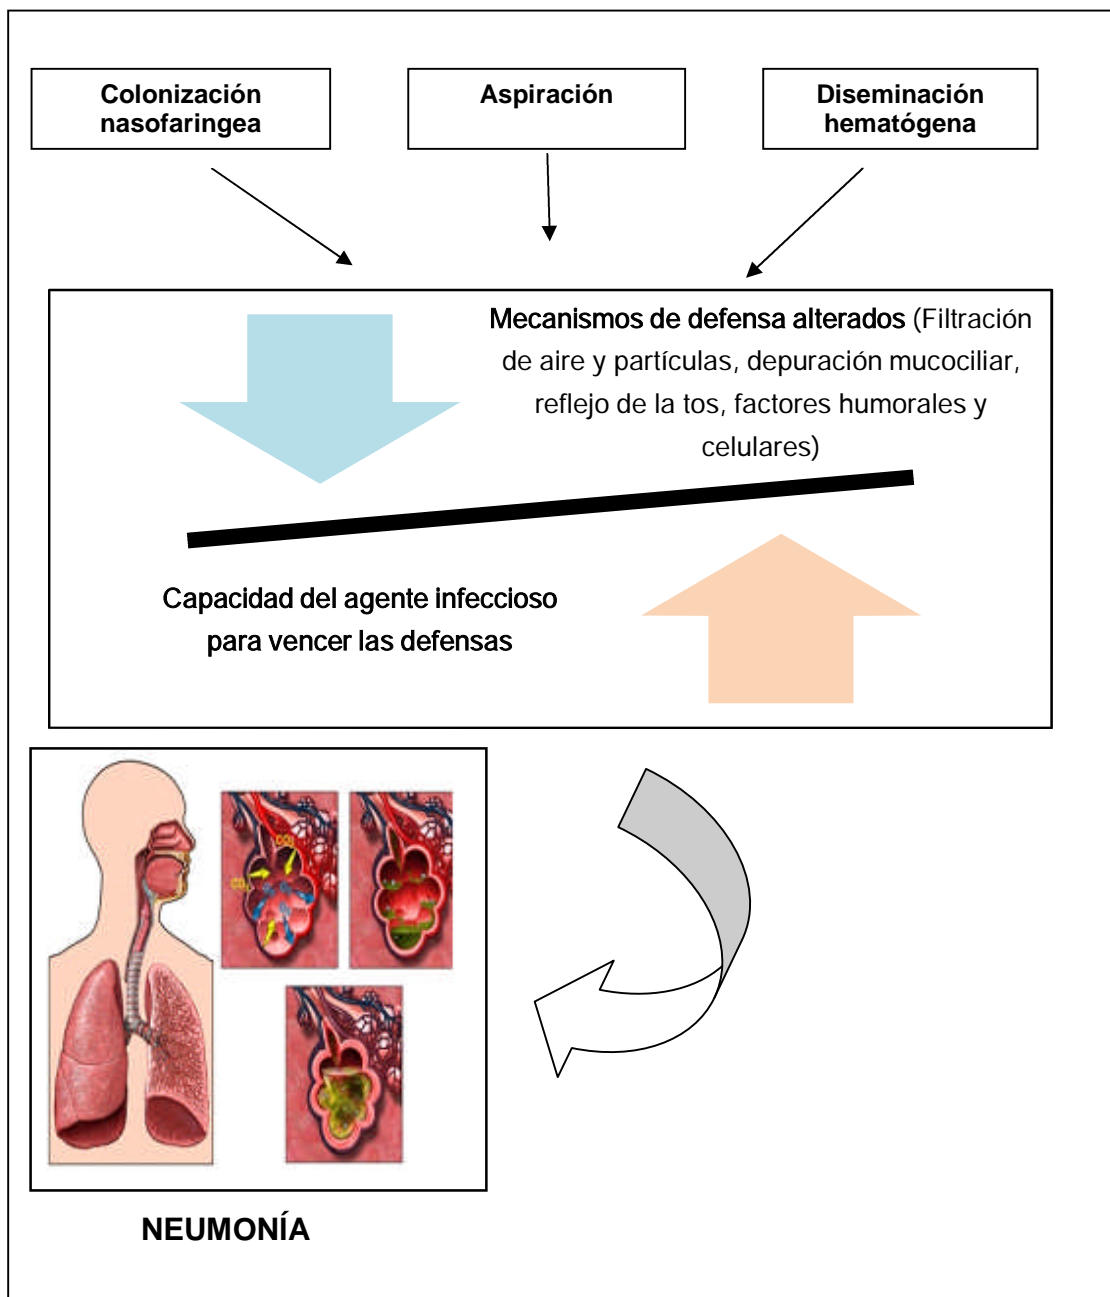 Colonización
nasofaringea
Aspiración
Diseminación
hematógena
Mecanismos de defensa alterados (Filtración
de aire y partículas, depuración mucociliar,
reflejo de la tos, factores humorales y
celulares)
Capacidad del agente infeccioso
para vencer las defensas
CO₂
NEUMONÍA